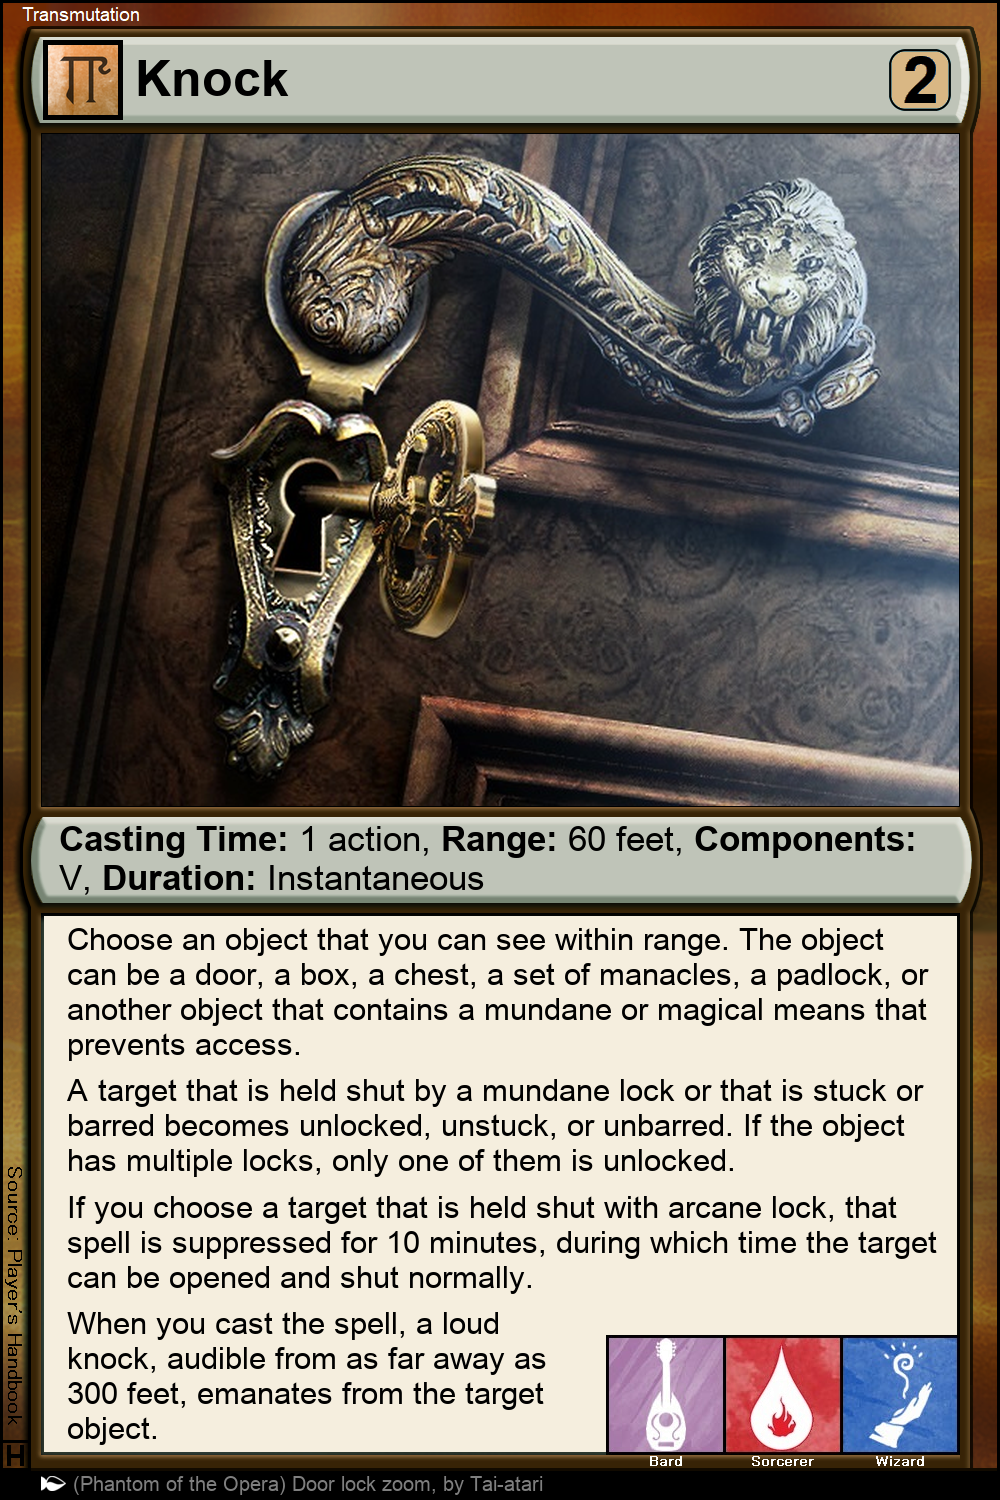 Transmutation
Knock
2
Casting Time: 1 action, Range: 60 feet, Components:
V, Duration: Instantaneous
Choose an object that you can see within range. The object
can be a door, a box, a chest, a set of manacles, a padlock, or
another object that contains a mundane or magical means that
prevents access.
A target that is held shut by a mundane lock or that is stuck or
barred becomes unlocked, unstuck, or unbarred. If the object
has multiple locks, only one of them is unlocked.
If you choose a target that is held shut with arcane lock, that
spell is suppressed for 10 minutes, during which time the target
can be opened and shut normally.
When you cast the spell, a loud
knock, audible from as far away as
300 feet, emanates from the target
object.
Bard
Sorcerer
Wizard
Source: Player's Handbook
H
(Phantom of the Opera) Door lock zoom, by Tai-atari